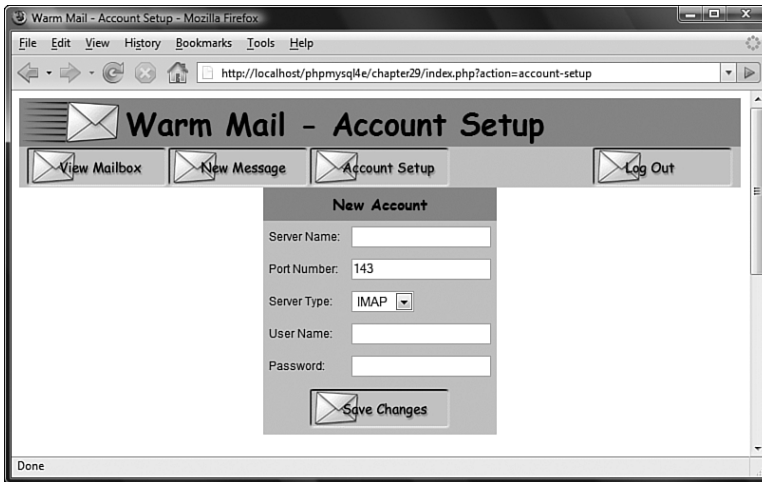 Warm Mail - Account Setup - Mozilla Firefox
File Edit View History Bookmarks Tools Help
http://localhost/phpmysql4e/chapter29/index.php?action=account-setup
Warm Mail - Account Setup
View Mailbox New Message Account Setup Log Out
New Account
Server Name:
Port Number: 143
Server Type: IMAP
User Name:
Password:
Save Changes
Done